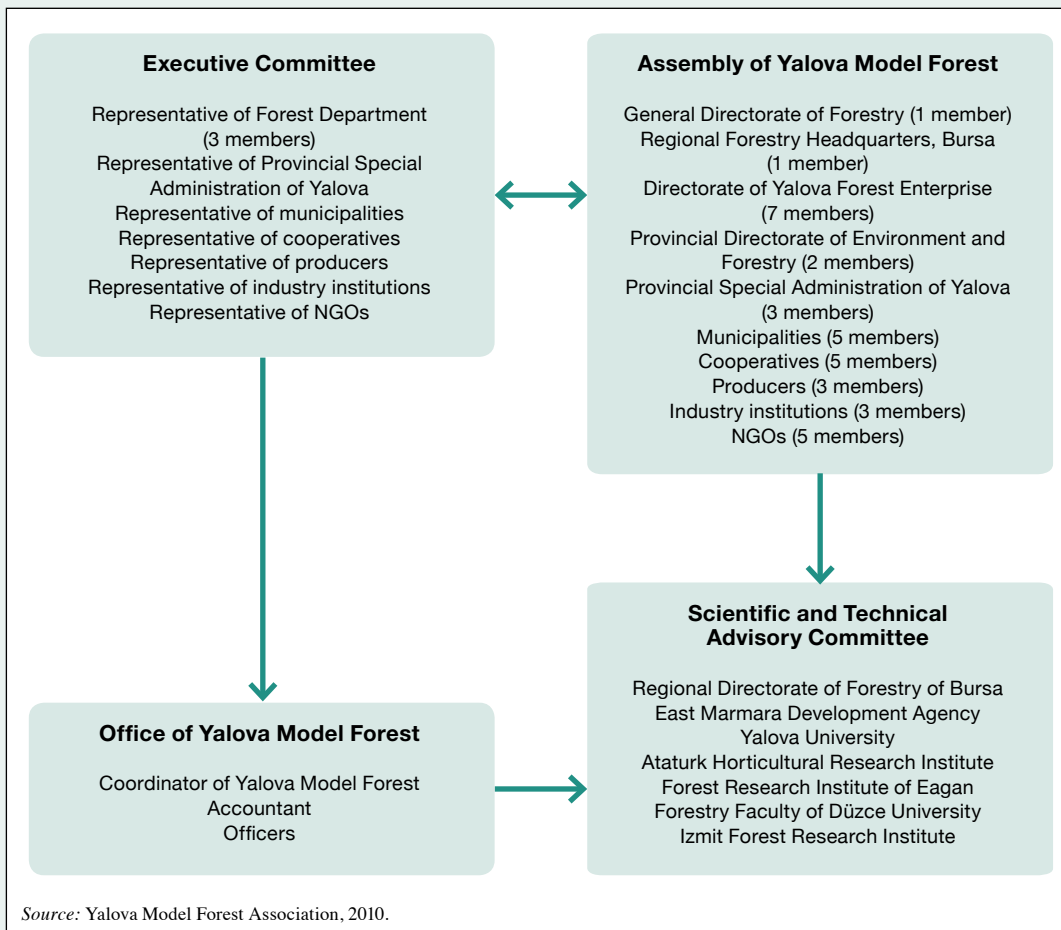 Executive Committee
Representative of Forest Department
(3 members)
Representative of Provincial Special
Administration of Yalova
Representative of municipalities
Representative of cooperatives
Representative of producers
Representative of industry institutions
Representative of NGOs
Assembly of Yalova Model Forest
General Directorate of Forestry (1 member)
Regional Forestry Headquarters, Bursa
(1 member)
Directorate of Yalova Forest Enterprise
(7 members)
Provincial Directorate of Environment and
Forestry (2 members)
Provincial Special Administration of Yalova
(3 members)
Municipalities (5 members)
Cooperatives (5 members)
Producers (3 members)
Industry institutions (3 members)
NGOs (5 members)
Office of Yalova Model Forest
Coordinator of Yalova Model Forest
Accountant
Officers
Scientific and Technical
Advisory Committee
Regional Directorate of Forestry of Bursa
East Marmara Development Agency
Yalova University
Ataturk Horticultural Research Institute
Forest Research Institute of Eagan
Forestry Faculty of Düzce University
Izmit Forest Research Institute
Source: Yalova Model Forest Association, 2010.